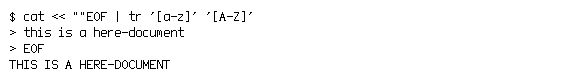 $ cat << ""EOF | tr '[a-z]' '[A-Z]'
> this is a here-document
> EOF
THIS IS A HERE-DOCUMENT